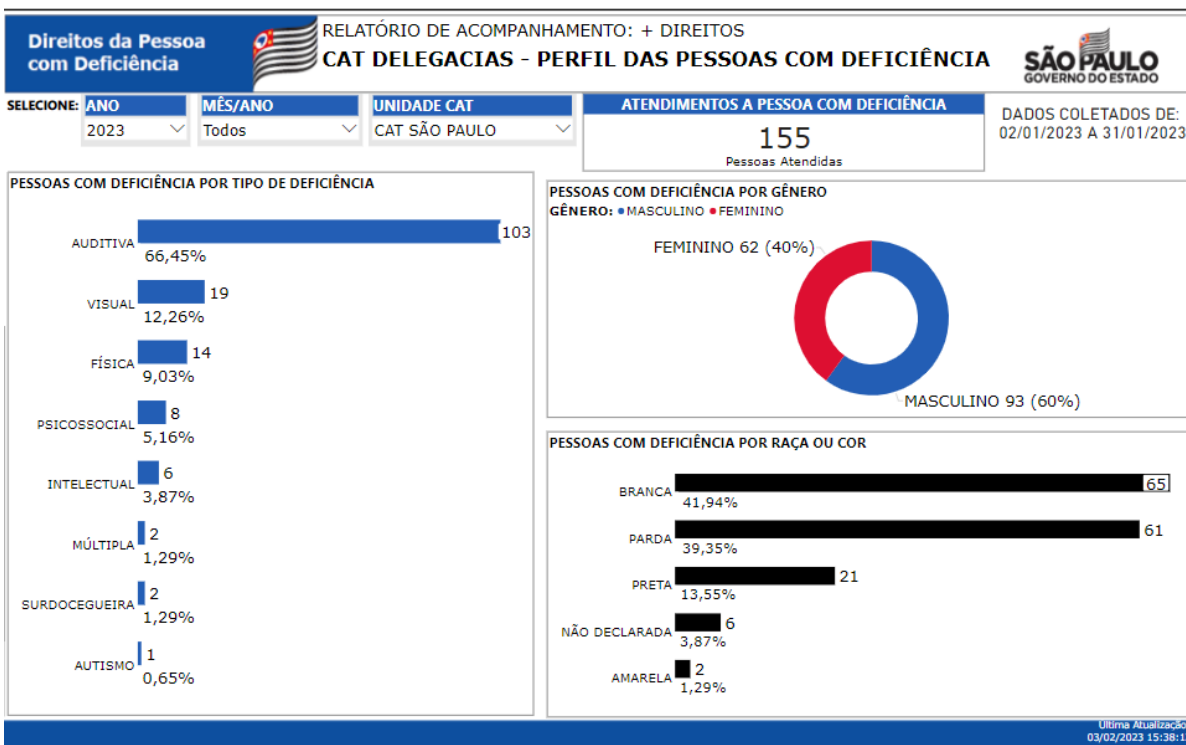 Direitos da Pessoa
com Deficiência
RELATÓRIO DE ACOMPANHAMENTO: + DIREITOS
CAT DELEGACIAS - PERFIL DAS PESSOAS COM DEFICIÊNCIA
SÃO PAULO
GOVERNO DO ESTADO
SELECIONE:
ANO
2023
MÊS/ANO
Todos
UNIDADE CAT
CAT SÃO PAULO
ATENDIMENTOS A PESSOA COM DEFICIÊNCIA
155
Pessoas Atendidas
DADOS COLETADOS DE:
02/01/2023 A 31/01/2023
PESSOAS COM DEFICIÊNCIA POR TIPO DE DEFICIÊNCIA
AUDITIVA 103
66,45%
VISUAL 19
12,26%
FÍSICA 14
9,03%
PSICOSSOCIAL 8
5,16%
INTELECTUAL 6
3,87%
MÚLTIPLA 2
1,29%
SURDOCEGUEIRA 2
1,29%
AUTISMO 1
0,65%
PESSOAS COM DEFICIÊNCIA POR GÊNERO
GÊNERO: MASCULINO FEMININO
FEMININO 62 (40%)
MASCULINO 93 (60%)
PESSOAS COM DEFICIÊNCIA POR RAÇA OU COR
BRANCA 65
41,94%
PARDA 61
39,35%
PRETA 21
13,55%
NÃO DECLARADA 6
3,87%
AMARELA 2
1,29%
Ultima Atualização
03/02/2023 15:38:1